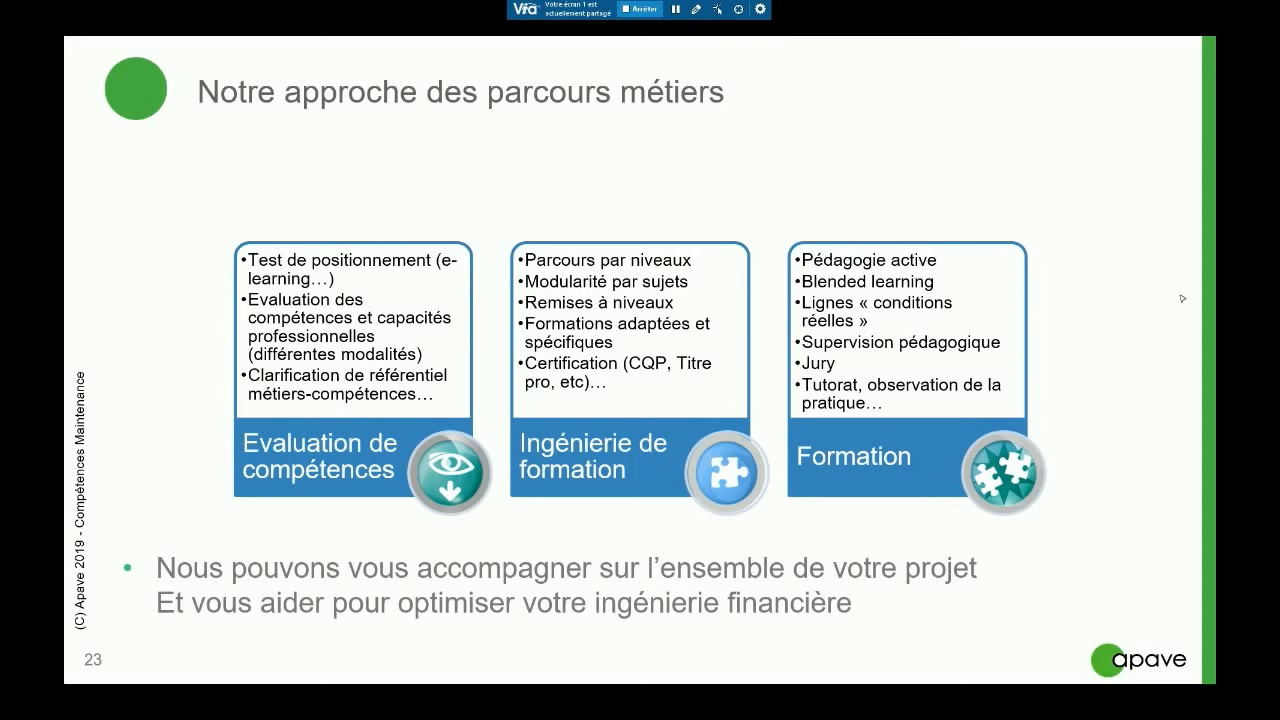 Vra
Votre écran 1 est
actuellement partagé
Arrêter
Notre approche des parcours métiers
•Test de positionnement (e-
learning…)
•Evaluation des
compétences et capacités
professionnelles
(différentes modalités)
•Clarification de référentiel
métiers-compétences…
Evaluation de
compétences
•Parcours par niveaux
•Modularité par sujets
•Remises à niveaux
•Formations adaptées et
spécifiques
•Certification (CQP, Titre
pro, etc)…
Ingénierie de
formation
•Pédagogie active
•Blended learning
•Lignes « conditions
réelles »
•Supervision pédagogique
•Jury
•Tutorat, observation de la
pratique…
Formation
• Nous pouvons vous accompagner sur l’ensemble de votre projet
Et vous aider pour optimiser votre ingénierie financière
(C) Apave 2019 - Compétences Maintenance
23
apave